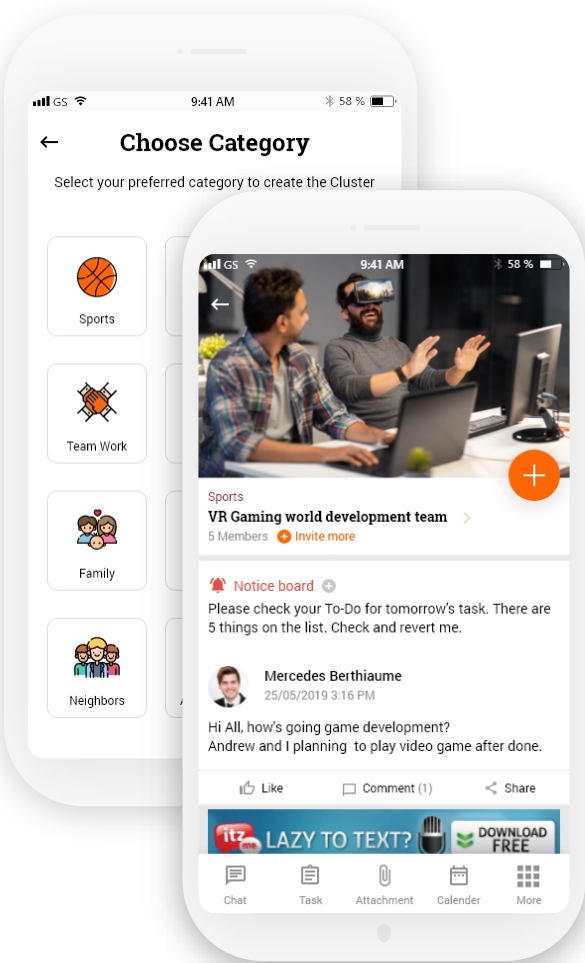 GS
9:41 AM
58 %
Choose Category
Select your preferred category to create the Cluster
Sports
Team Work
Family
Neighbors
GS
9:41 AM
58 %
Sports
VR Gaming world development team
5 Members
Invite more
Notice board
Please check your To-Do for tomorrow's task. There are
5 things on the list. Check and revert me.
Mercedes Berthiaume
25/05/2019 3:16 PM
Hi All, how's going game development?
Andrew and I planning to play video game after done.
Like
Comment (1)
Share
itz
me
LAZY TO TEXT?
DOWNLOAD
FREE
Chat
Task
Attachment
Calender
More